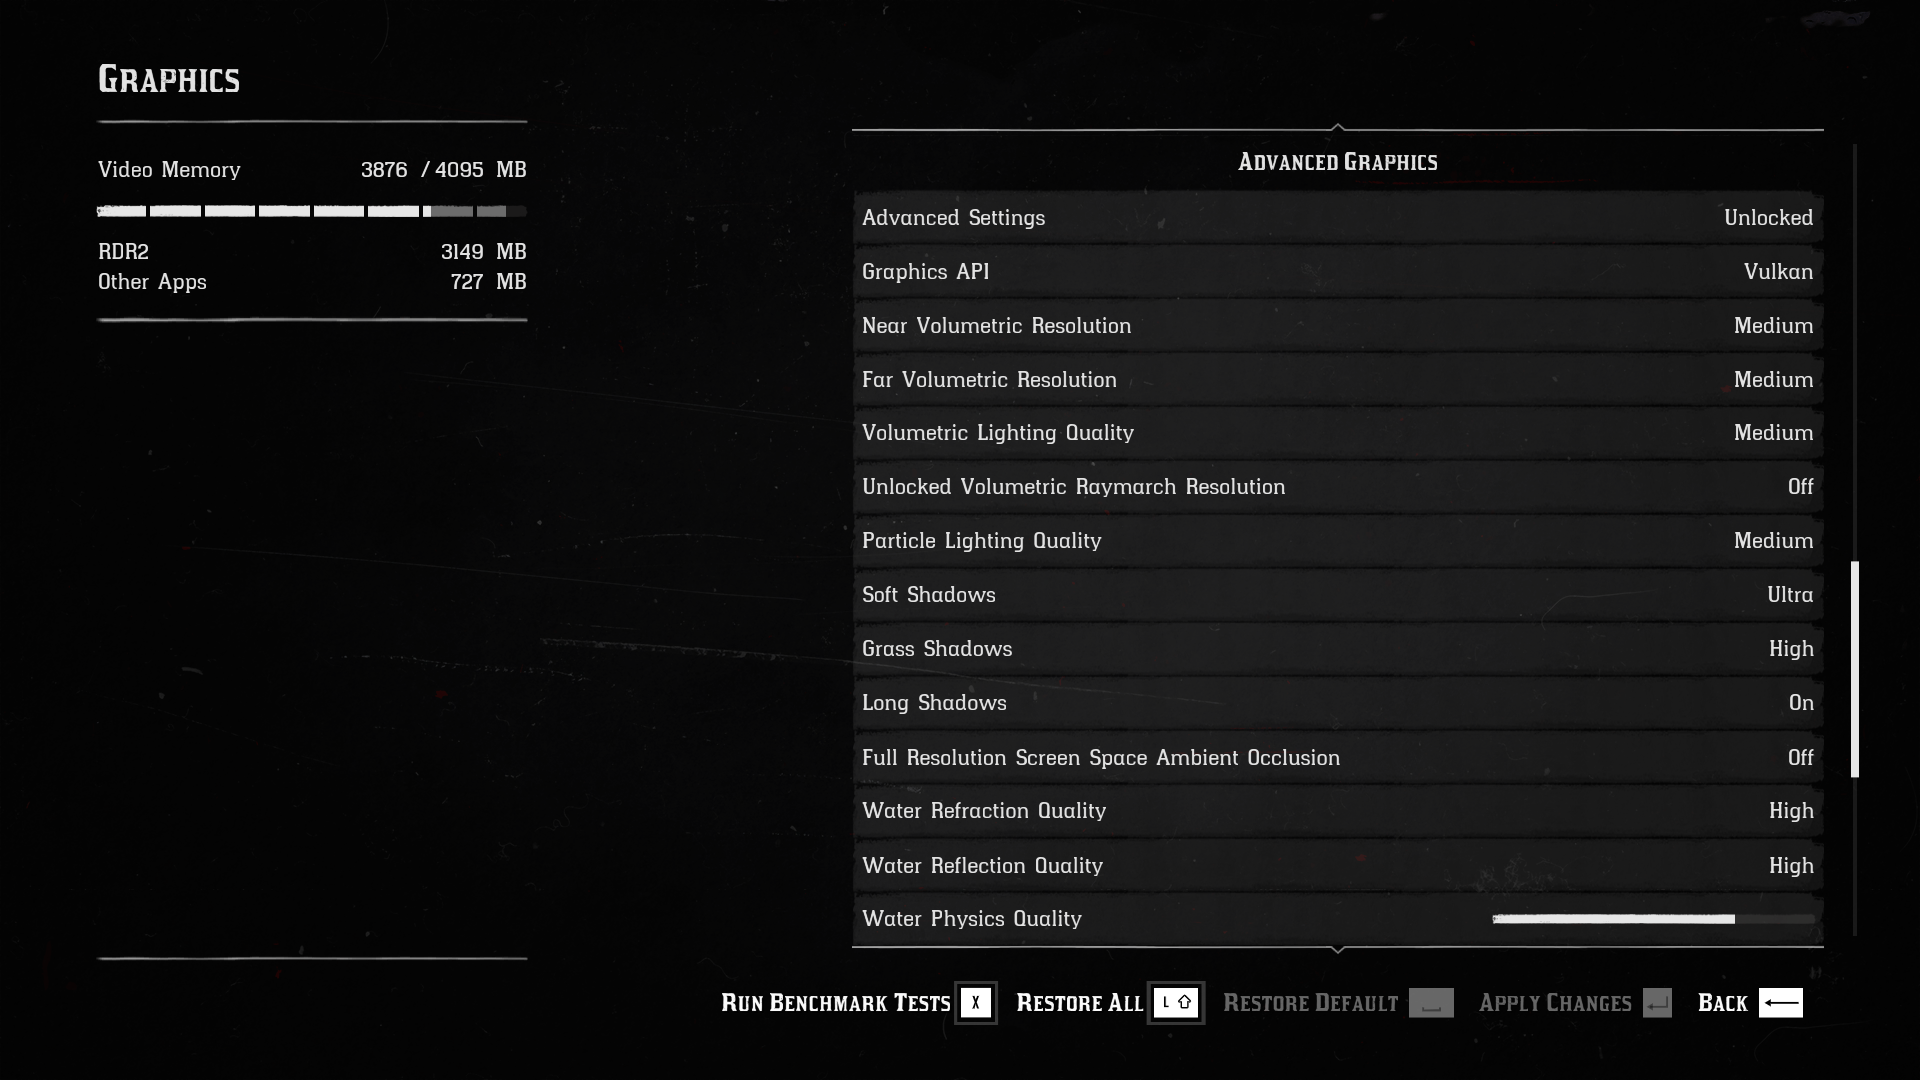 GRAPHICS
Video Memory 3876 / 4095 MB
RDR2 3149 MB
Other Apps 727 MB
ADVANCED GRAPHICS
Advanced Settings Unlocked
Graphics API Vulkan
Near Volumetric Resolution Medium
Far Volumetric Resolution Medium
Volumetric Lighting Quality Medium
Unlocked Volumetric Raymarch Resolution Off
Particle Lighting Quality Medium
Soft Shadows Ultra
Grass Shadows High
Long Shadows On
Full Resolution Screen Space Ambient Occlusion Off
Water Refraction Quality High
Water Reflection Quality High
Water Physics Quality
RUN BENCHMARK TESTS X RESTORE ALL L ⇧ RESTORE DEFAULT APPLY CHANGES BACK